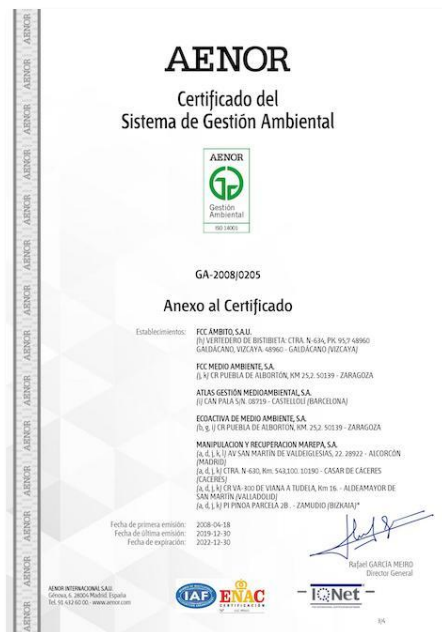 AENOR
Certificado del
Sistema de Gestión Ambiental
AENOR
Gestión
Ambiental
ISO 14001
GA-2008/0205
Anexo al Certificado
Establecimientos: FCC ÁMBITO, S.A.U.
VERTEDERO DE BISTIBIETA: CTRA. N-634, PK. 95,7 48960
GALDÁCANO, VIZCAYA. 48960 - GALDÁCANO (VIZCAYA)
FCC MEDIO AMBIENTE, S.A.
CR PUEBLA DE ALBORTÓN, KM 25,2. 50139 - ZARAGOZA
ATLAS GESTIÓN MEDIOAMBIENTAL, S.A.
CAN PALA S/N. 08719 - CASTELLOLÍ (BARCELONA)
ECOACTIVA DE MEDIO AMBIENTE, S.A.
CR PUEBLA DE ALBORTÓN, KM. 25,2. 50139 - ZARAGOZA
MANIPULACION Y RECUPERACION MAREPA, S.A.
AV SAN MARTÍN DE VALDEIGLESIAS, 22. 28922 - ALCORCÓN
(MADRID)
CTRA. N-630, Km: 543,100. 10190 - CASAR DE CÁCERES
(CACERES)
CR VA-300 DE VIANA A TUDELA, Km 16. - ALDEAMAYOR DE
SAN MARTÍN (VALLADOLID)
PI PINOA PARCELA 2B . - ZAMUDIO (BIZKAIA)*
Fecha de primera emisión: 2008-04-18
Fecha de última emisión: 2019-12-30
Fecha de expiración: 2022-12-30
Rafael GARCÍA MEIRO
Director General
AENOR INTERNACIONAL S.A.U.
Génova, 6. 28004 Madrid. España
Tel. 91 432 60 00.- www.aenor.com
IAF
ENAC
CERTIFICACIÓN
IQNet